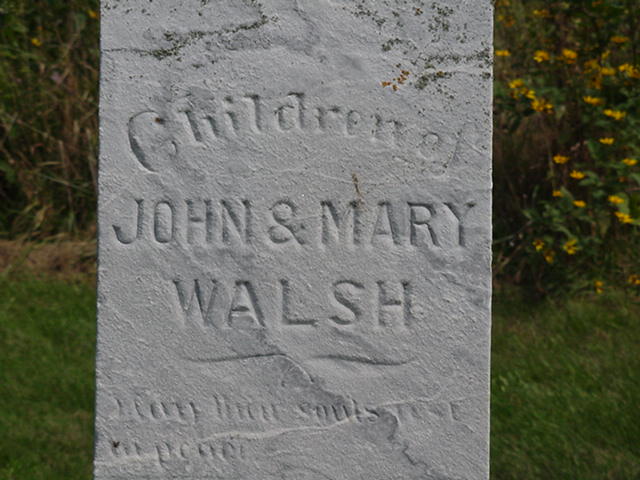 Children of
JOHN & MARY
WALSH
May their souls rest
in peace